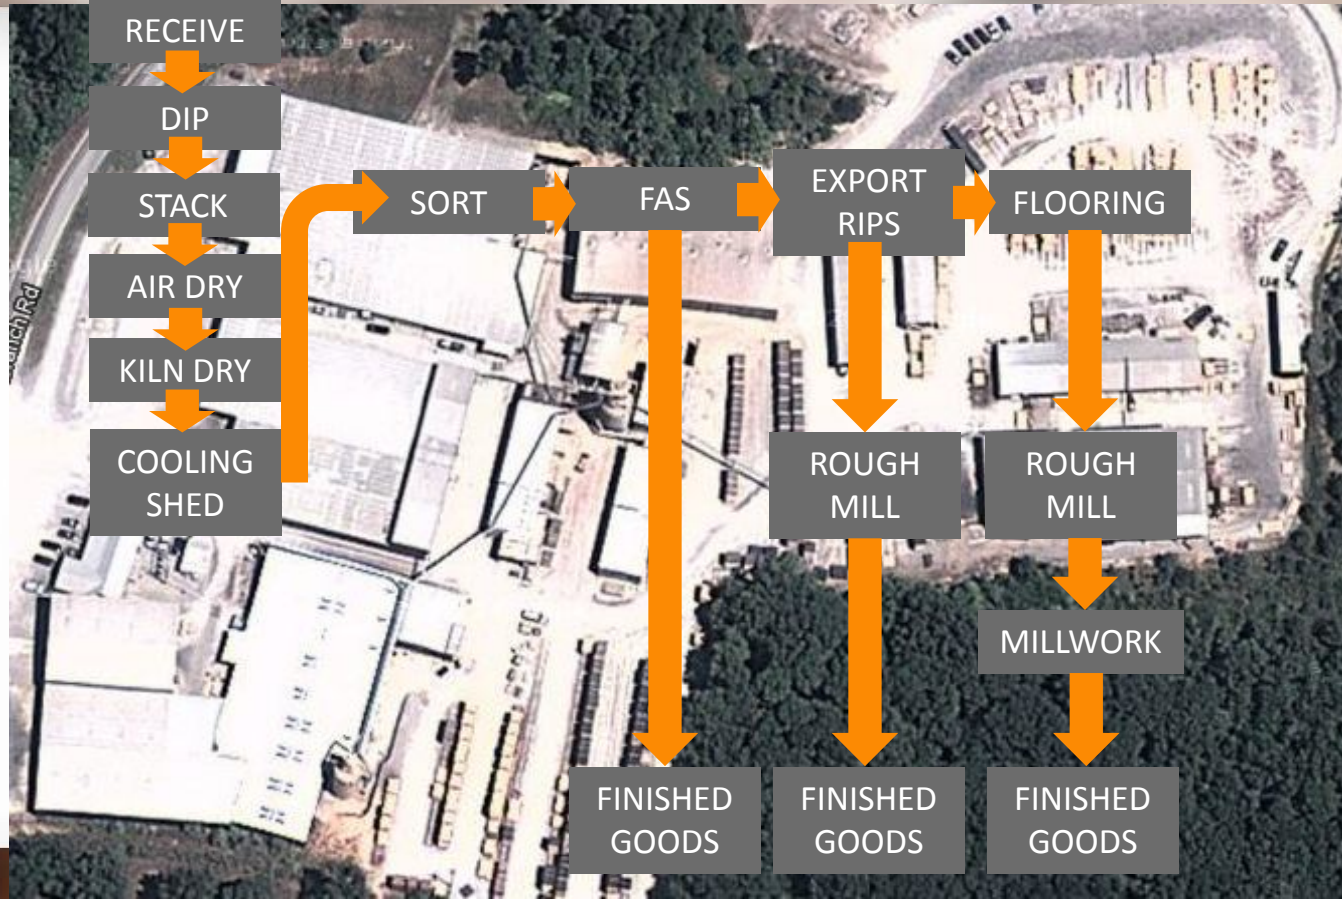 RECEIVE
DIP
STACK
AIR DRY
KILN DRY
COOLING
SHED
SORT
FAS
EXPORT
RIPS
FLOORING
ROUGH
MILL
ROUGH
MILL
MILLWORK
FINISHED
GOODS
FINISHED
GOODS
FINISHED
GOODS
Rd